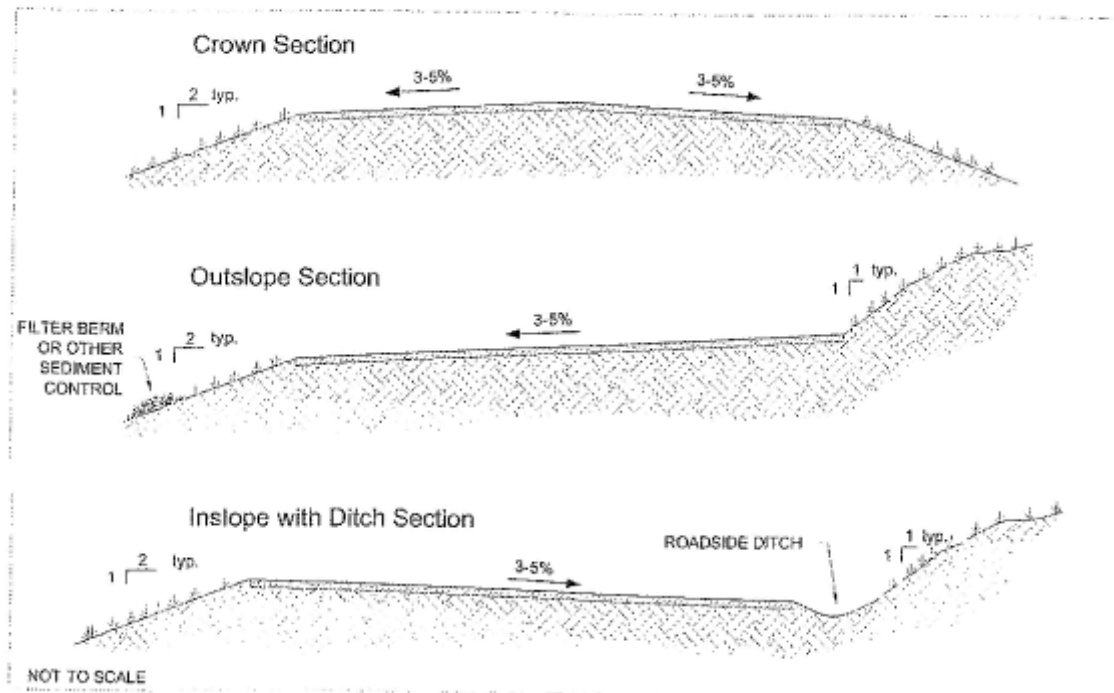 Crown Section
3-5%
3-5%
2
1
typ.
Outslope Section
1
1
typ.
3-5%
FILTER BERM
OR OTHER
SEDIMENT
CONTROL
2
1
typ.
Inslope with Ditch Section
ROADSIDE DITCH
1
1
typ.
2
1
typ.
3-5%
NOT TO SCALE